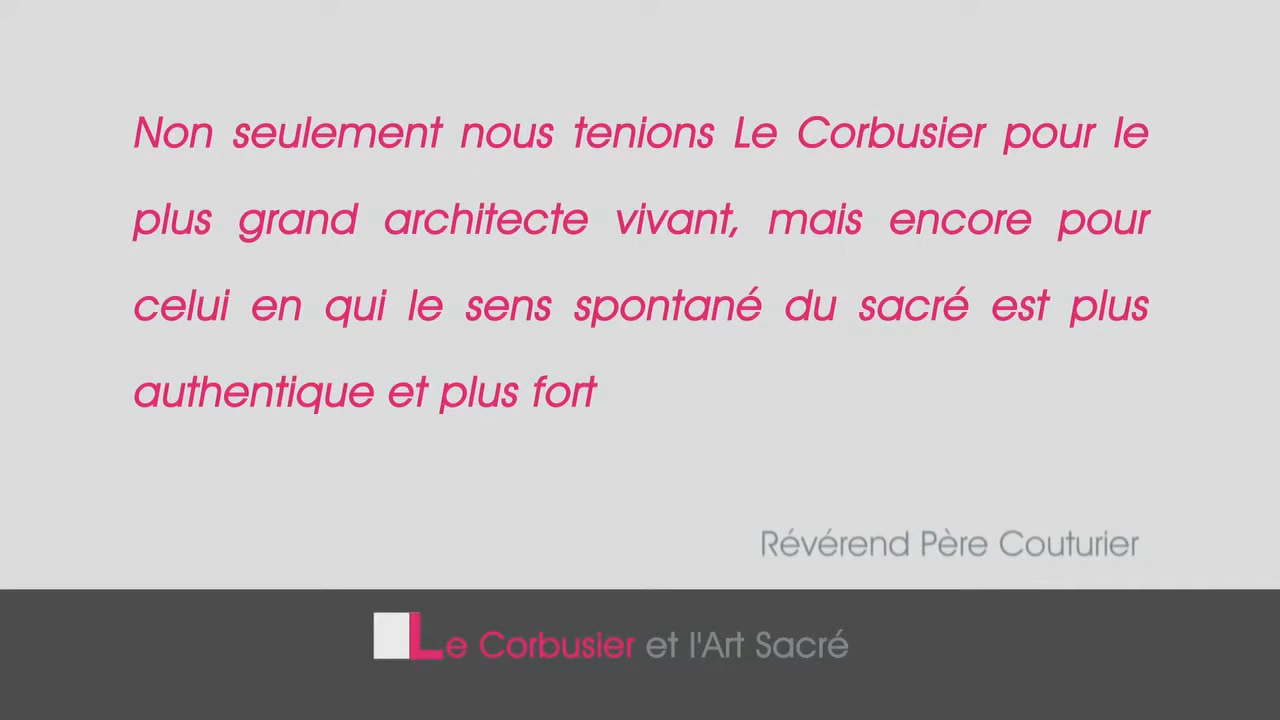 Non seulement nous tenions Le Corbusier pour le
plus grand architecte vivant, mais encore pour
celui en qui le sens spontané du sacré est plus
authentique et plus fort
Révérend Père Couturier
Le Corbusier et l'Art Sacré